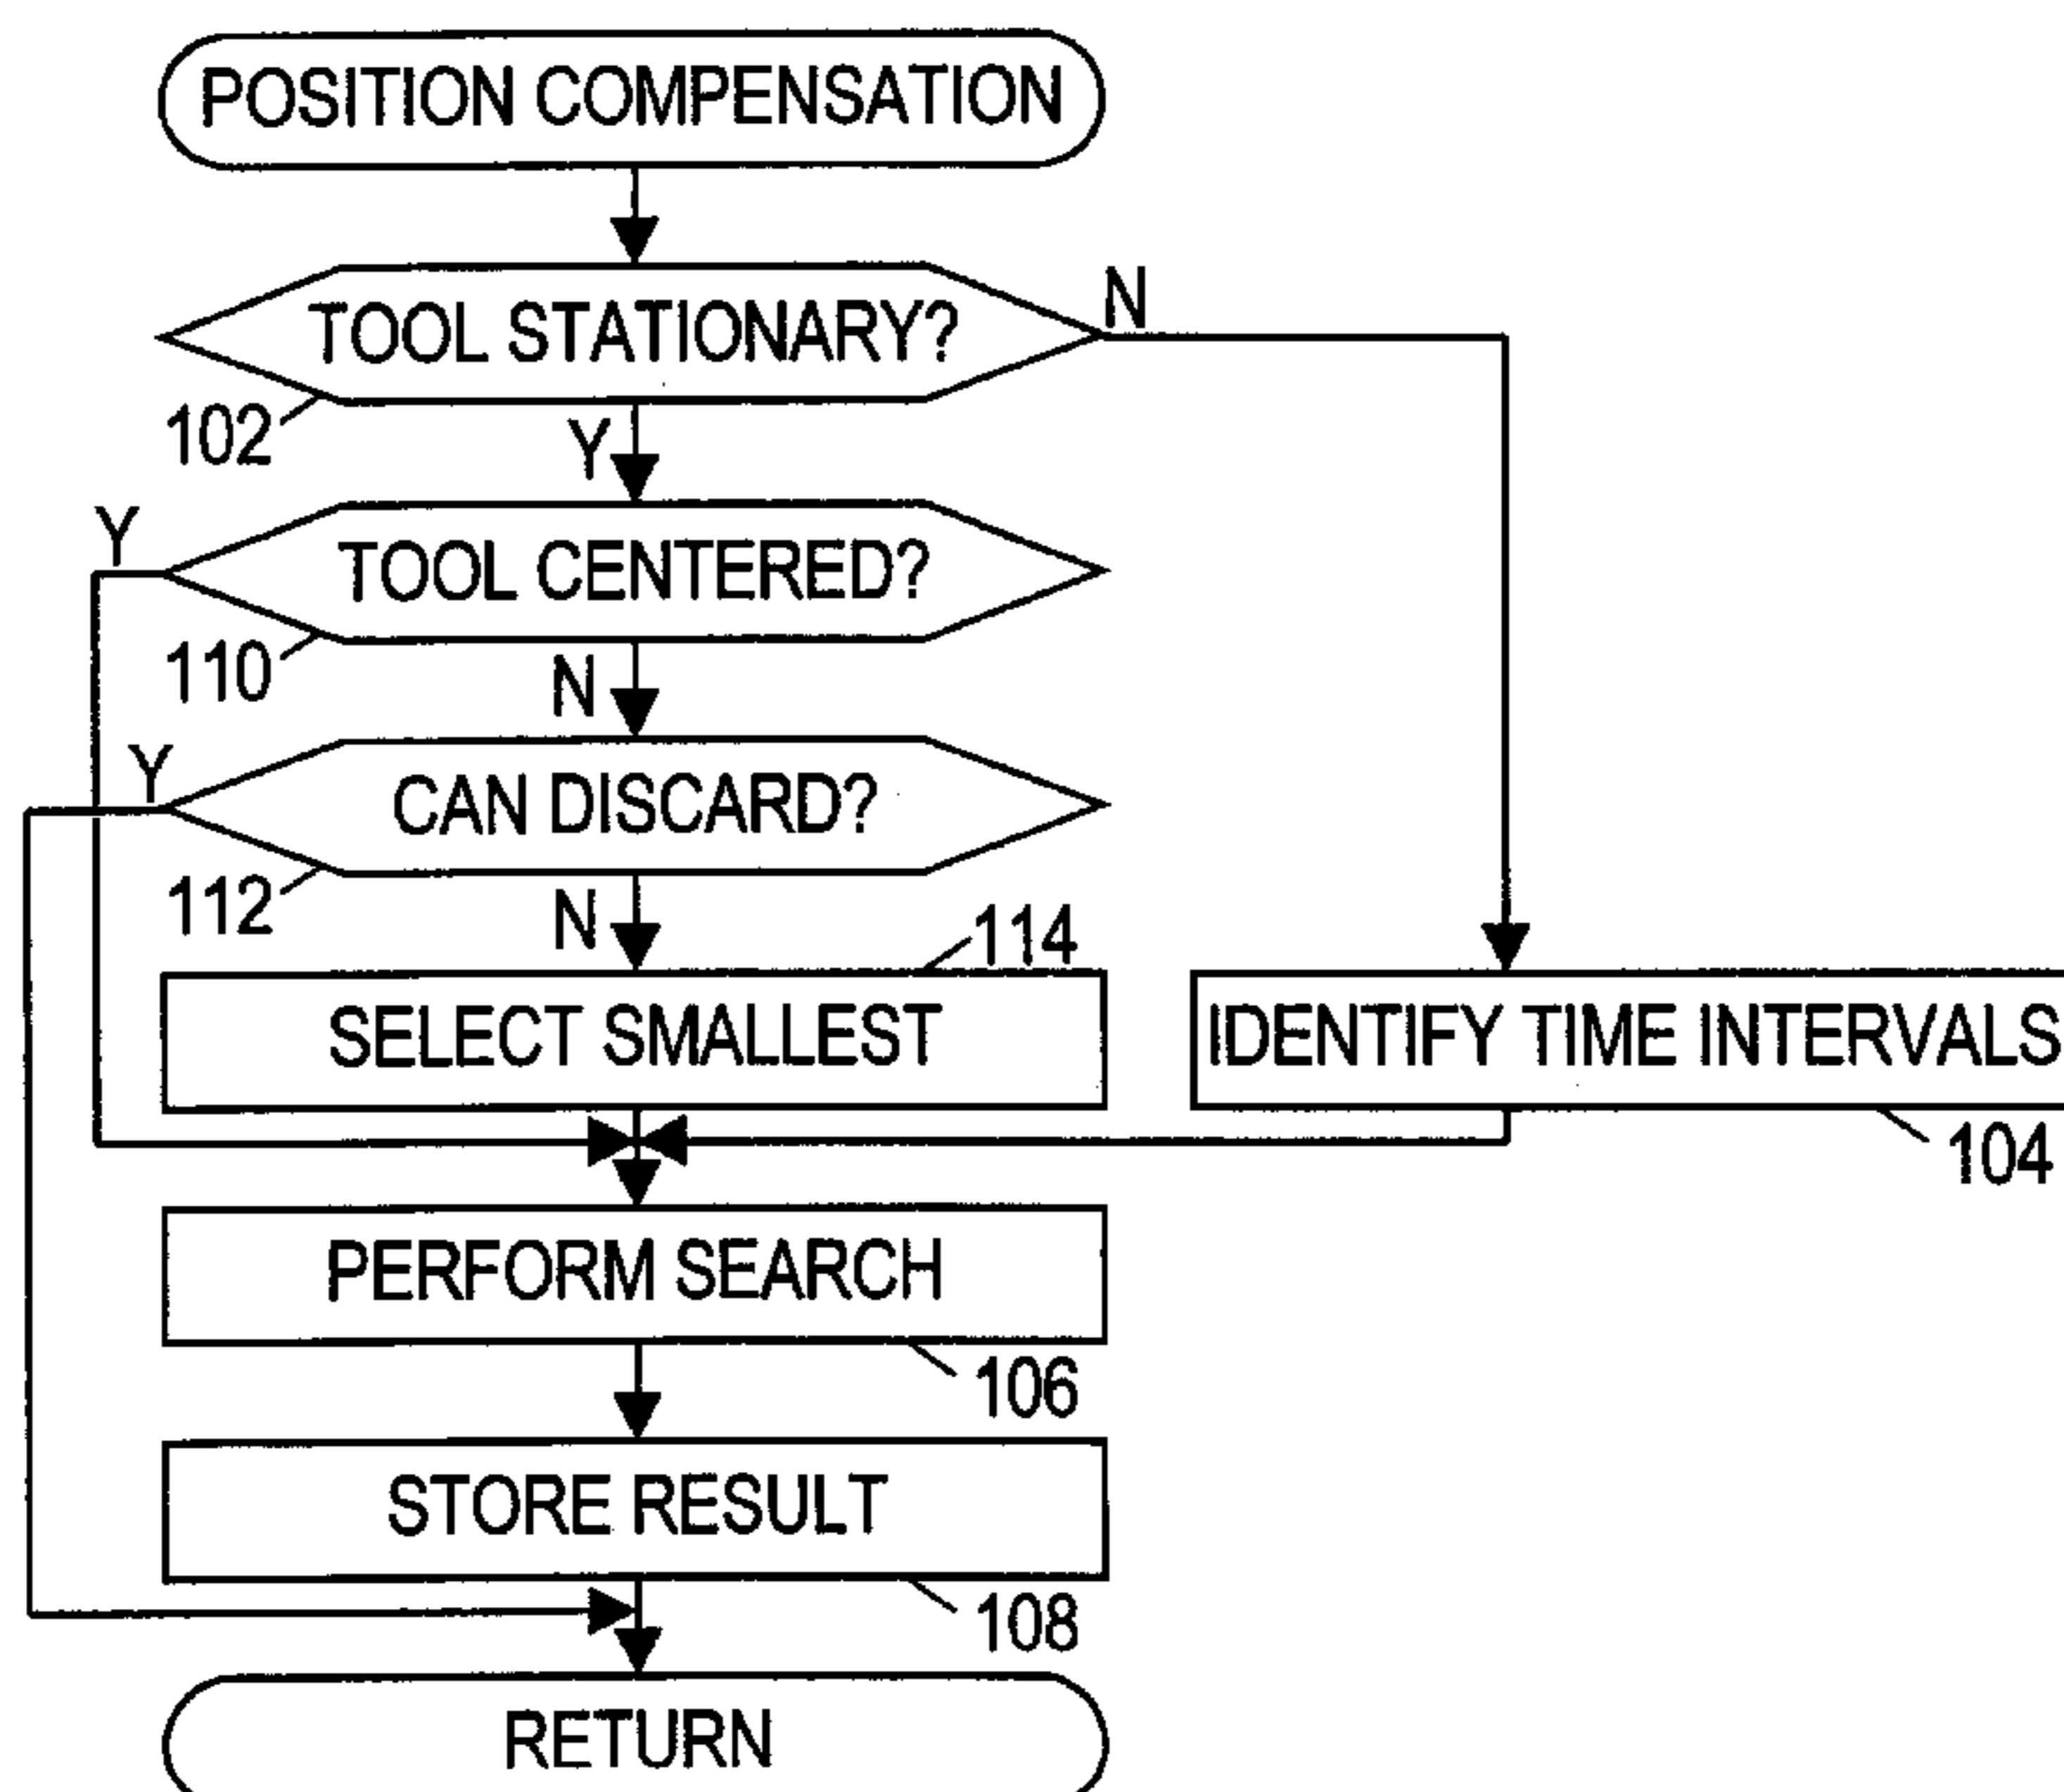 POSITION COMPENSATION
TOOL STATIONARY?
N
102
Y
TOOL CENTERED?
Y
110
N
CAN DISCARD?
Y
112
N
114
SELECT SMALLEST
IDENTIFY TIME INTERVALS
104
PERFORM SEARCH
106
STORE RESULT
108
RETURN